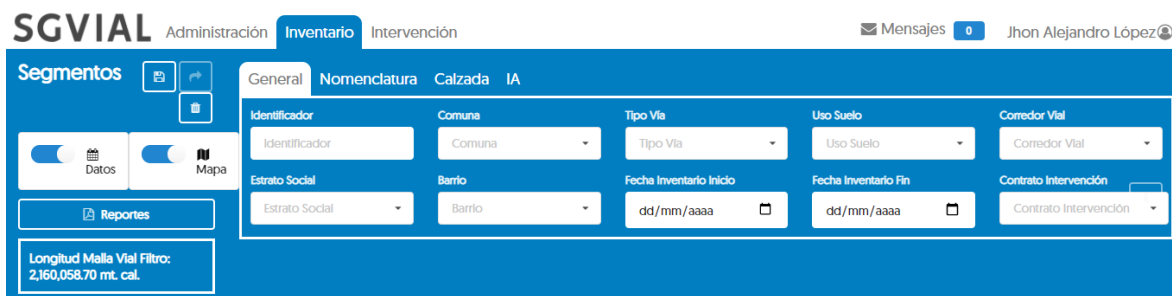 SGVIAL Administración Inventario Intervención Mensajes 0 Jhon Alejandro López
Segmentos
General Nomenclatura Calzada IA
Identificador Comuna Tipo Vía Uso Suelo Corredor Vial
Identificador Comuna Tipo Vía Uso Suelo Corredor Vial
Datos Mapa
Estrato Social Barrio Fecha Inventario Inicio Fecha Inventario Fin Contrato Intervención
Estrato Social Barrio dd/mm/aaaa dd/mm/aaaa Contrato Intervención
Reportes
Longitud Malla Vial Filtro:
2,160,058.70 mt. cal.